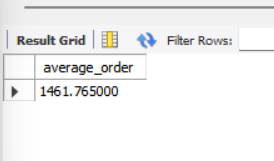 Result Grid Filter Rows:
average_order
1461.765000